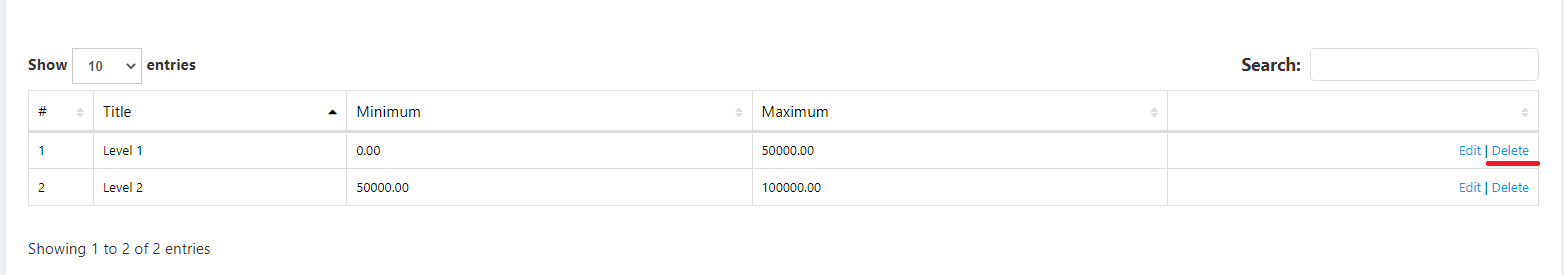 Show 10 entries Search:
# Title Minimum Maximum
1 Level 1 0.00 50000.00 Edit | Delete
2 Level 2 50000.00 100000.00 Edit | Delete
Showing 1 to 2 of 2 entries